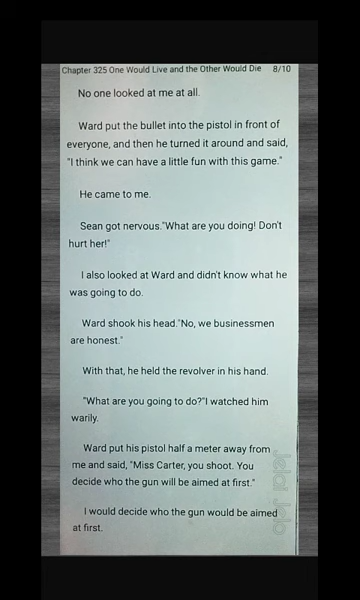 Chapter 325 One Would Live and the Other Would Die 8/10
No one looked at me at all.
Ward put the bullet into the pistol in front of
everyone, and then he turned it around and said,
"I think we can have a little fun with this game."
He came to me.
Sean got nervous."What are you doing! Don't
hurt her!"
I also looked at Ward and didn't know what he
was going to do.
Ward shook his head."No, we businessmen
are honest."
With that, he held the revolver in his hand.
"What are you going to do?"I watched him
warily.
Ward put his pistol half a meter away from
me and said, "Miss Carter, you shoot. You
decide who the gun will be aimed at first."
I would decide who the gun would be aimed
at first.